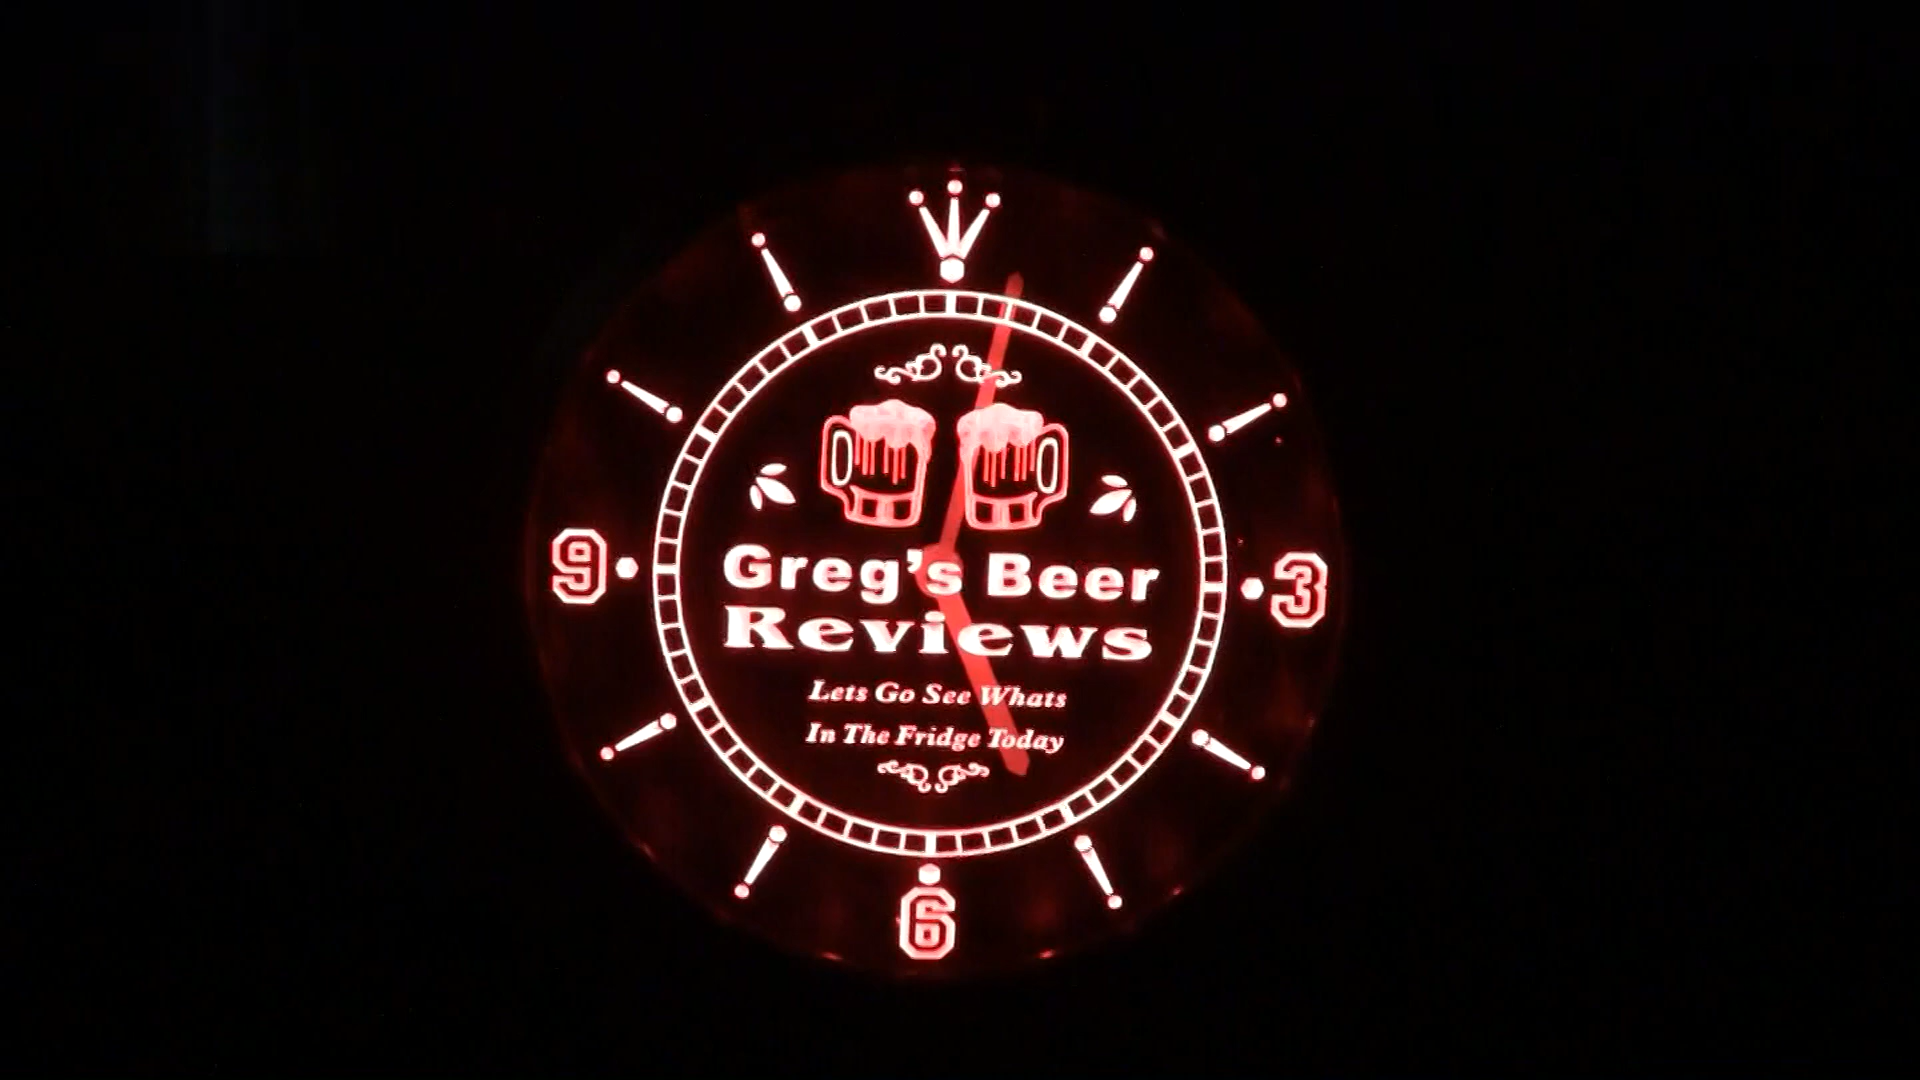 9
3
Greg's Beer
Reviews
Lets Go See Whats
In The Fridge Today
6